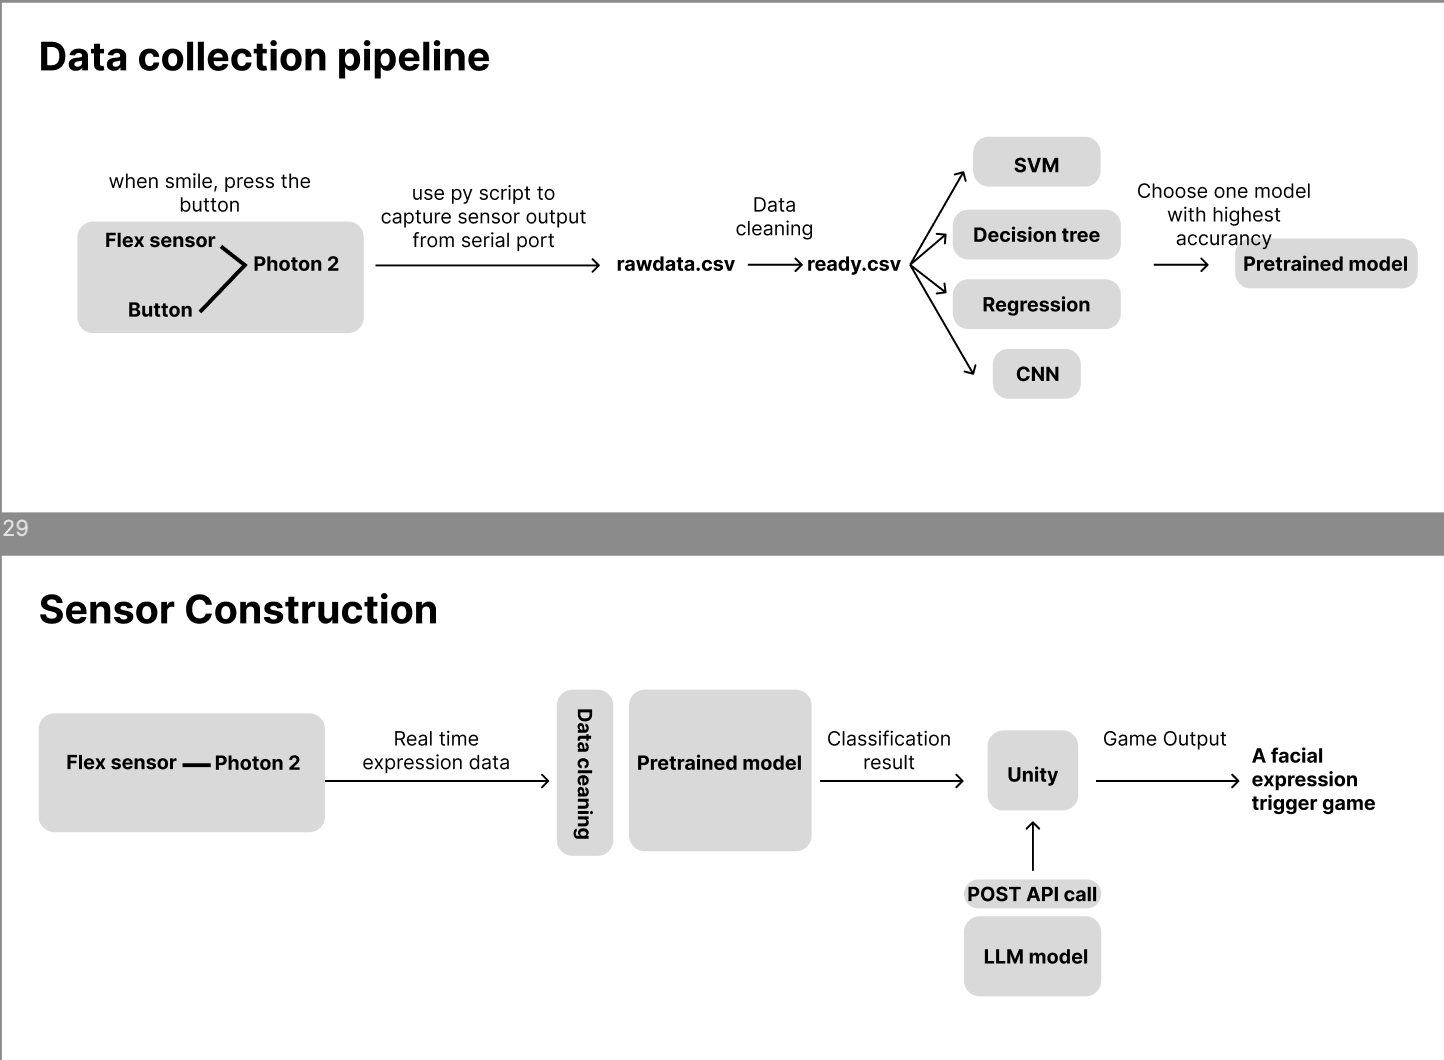 Data collection pipeline
when smile, press the
button
Flex sensor
Photon 2
Button
use py script to
capture sensor output
from serial port
rawdata.csv
Data
cleaning
ready.csv
SVM
Decision tree
Regression
CNN
Choose one model
with highest
accurancy
Pretrained model
29
Sensor Construction
Flex sensor
Photon 2
Real time
expression data
Data cleaning
Pretrained model
Classification
result
Unity
Game Output
A facial
expression
trigger game
POST API call
LLM model